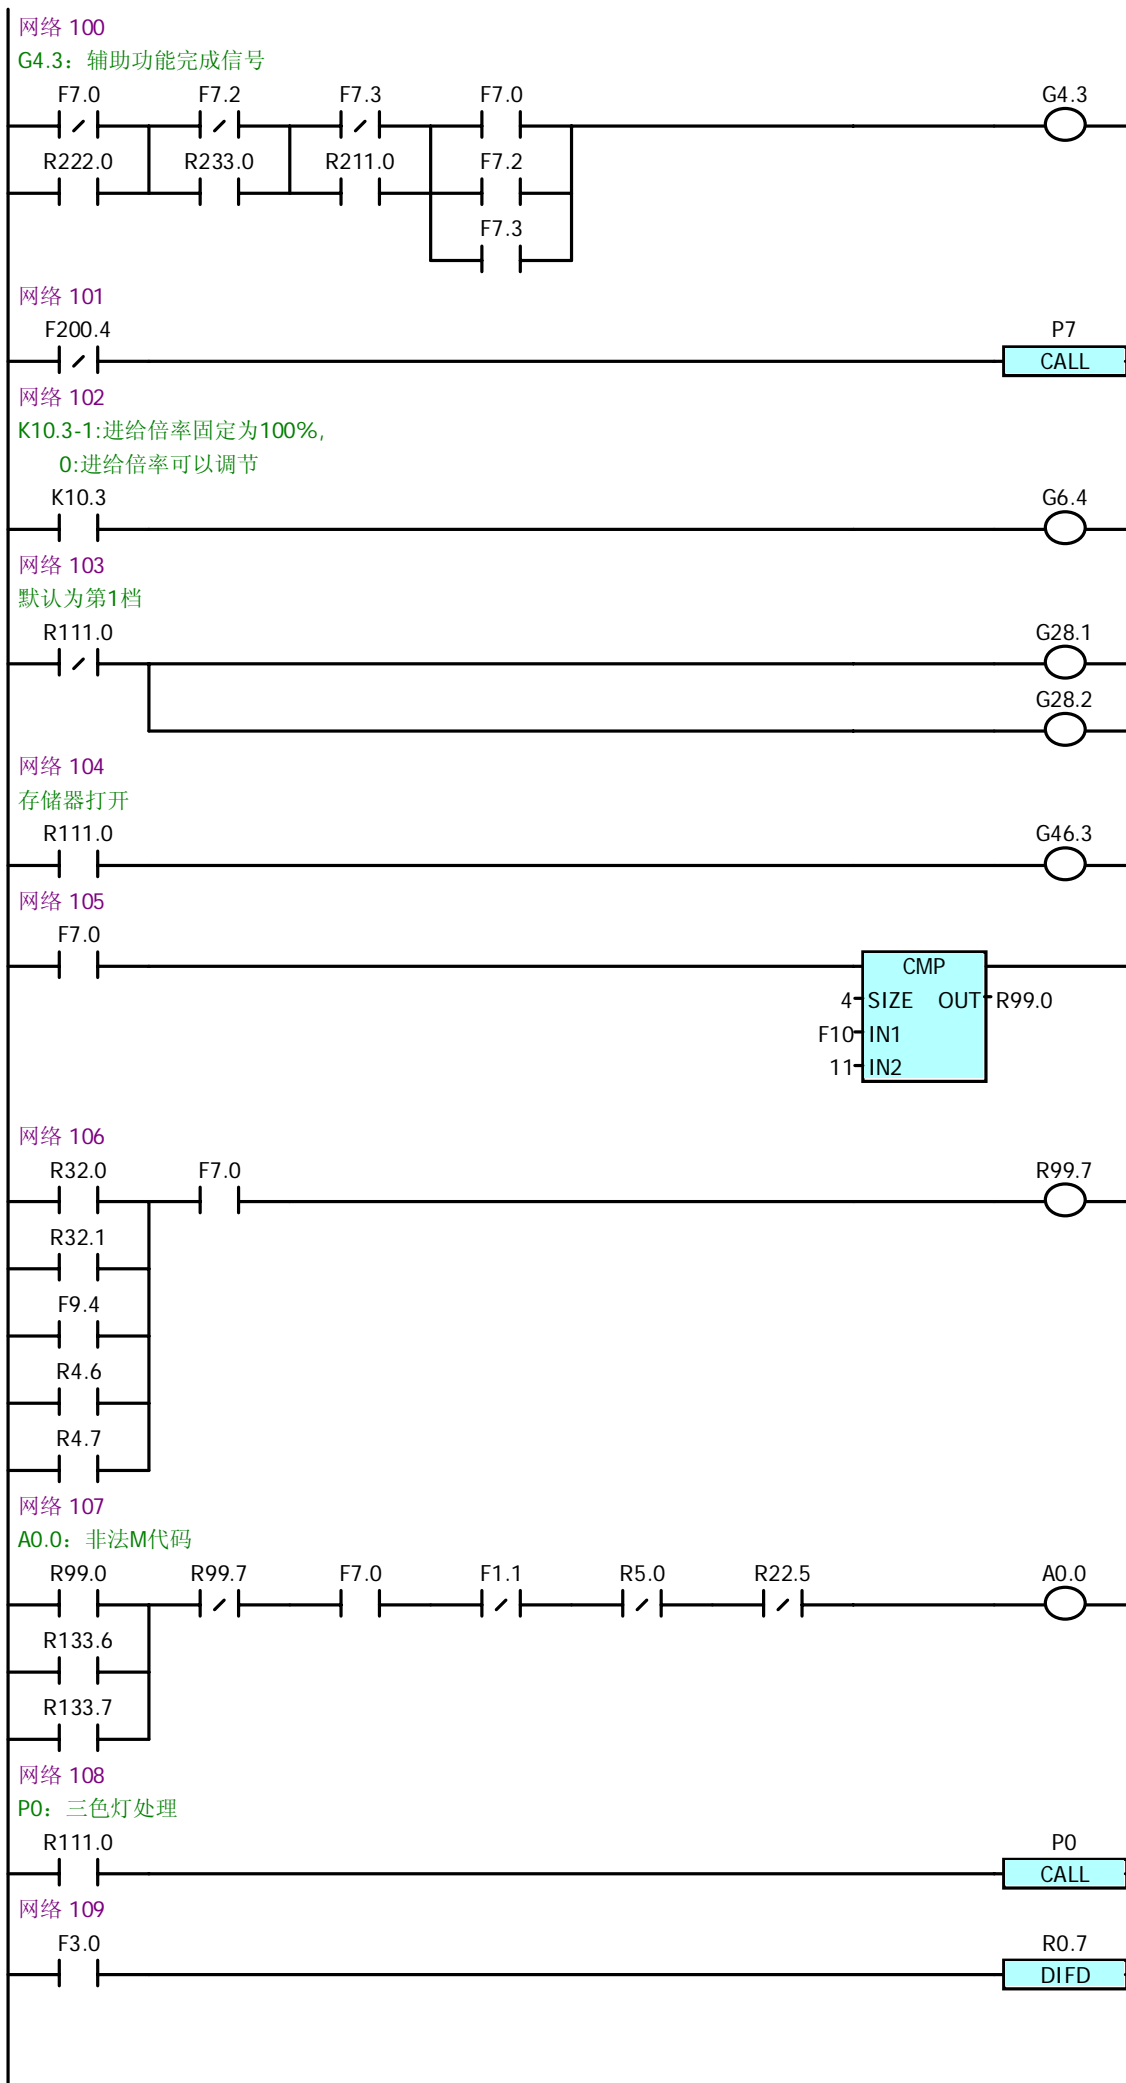 网络 100
G4.3：辅助功能完成信号
F7.0 F7.2 F7.3 F7.0 G4.3
R222.0 R233.0 R211.0 F7.2
F7.3
网络 101
F200.4 P7
CALL
网络 102
K10.3-1:进给倍率固定为100%,
0:进给倍率可以调节
K10.3 G6.4
网络 103
默认为第1档
R111.0 G28.1
G28.2
网络 104
存储器打开
R111.0 G46.3
网络 105
F7.0
CMP
4 SIZE OUT R99.0
F10 IN1
11 IN2
网络 106
R32.0 F7.0 R99.7
R32.1
F9.4
R4.6
R4.7
网络 107
A0.0：非法M代码
R99.0 R99.7 F7.0 F1.1 R5.0 R22.5 A0.0
R133.6
R133.7
网络 108
P0：三色灯处理
R111.0 P0
CALL
网络 109
F3.0 R0.7
DIFD